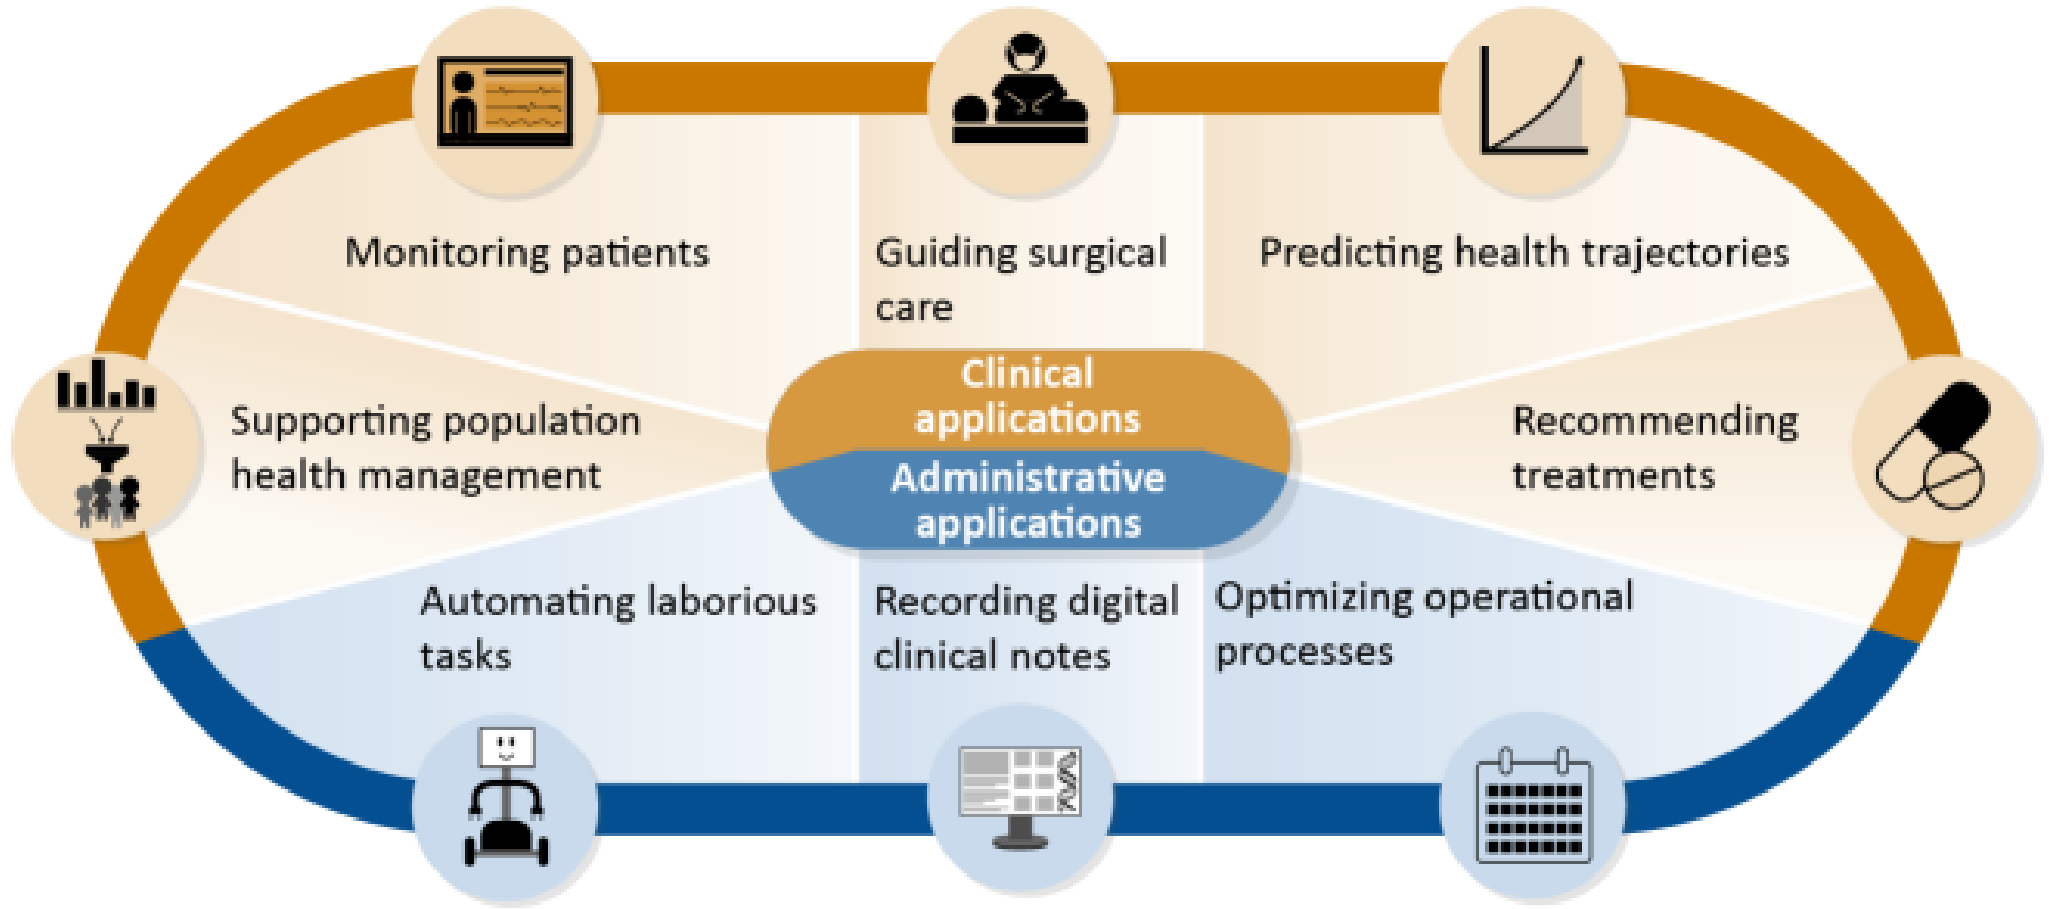 Monitoring patients
Guiding surgical
care
Predicting health trajectories
Supporting population
health management
Clinical
applications
Administrative
applications
Recommending
treatments
Automating laborious
tasks
Recording digital
clinical notes
Optimizing operational
processes